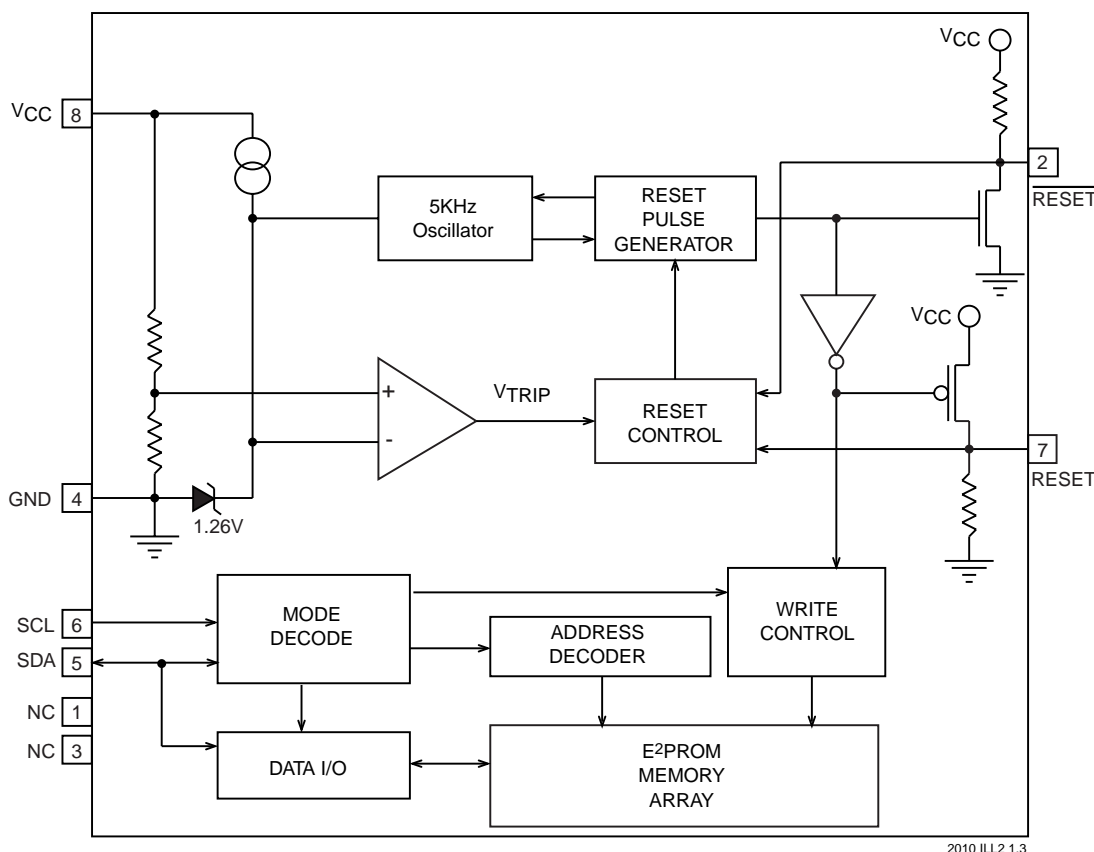 VCC
VCC 8
2
RESET
5KHz
Oscillator
RESET
PULSE
GENERATOR
VCC
+
-
VTRIP
RESET
CONTROL
7
RESET
GND 4
1.26V
SCL 6
SDA 5
NC 1
NC 3
MODE
DECODE
ADDRESS
DECODER
WRITE
CONTROL
DATA I/O
E2PROM
MEMORY
ARRAY
2010 ILL2 1.3